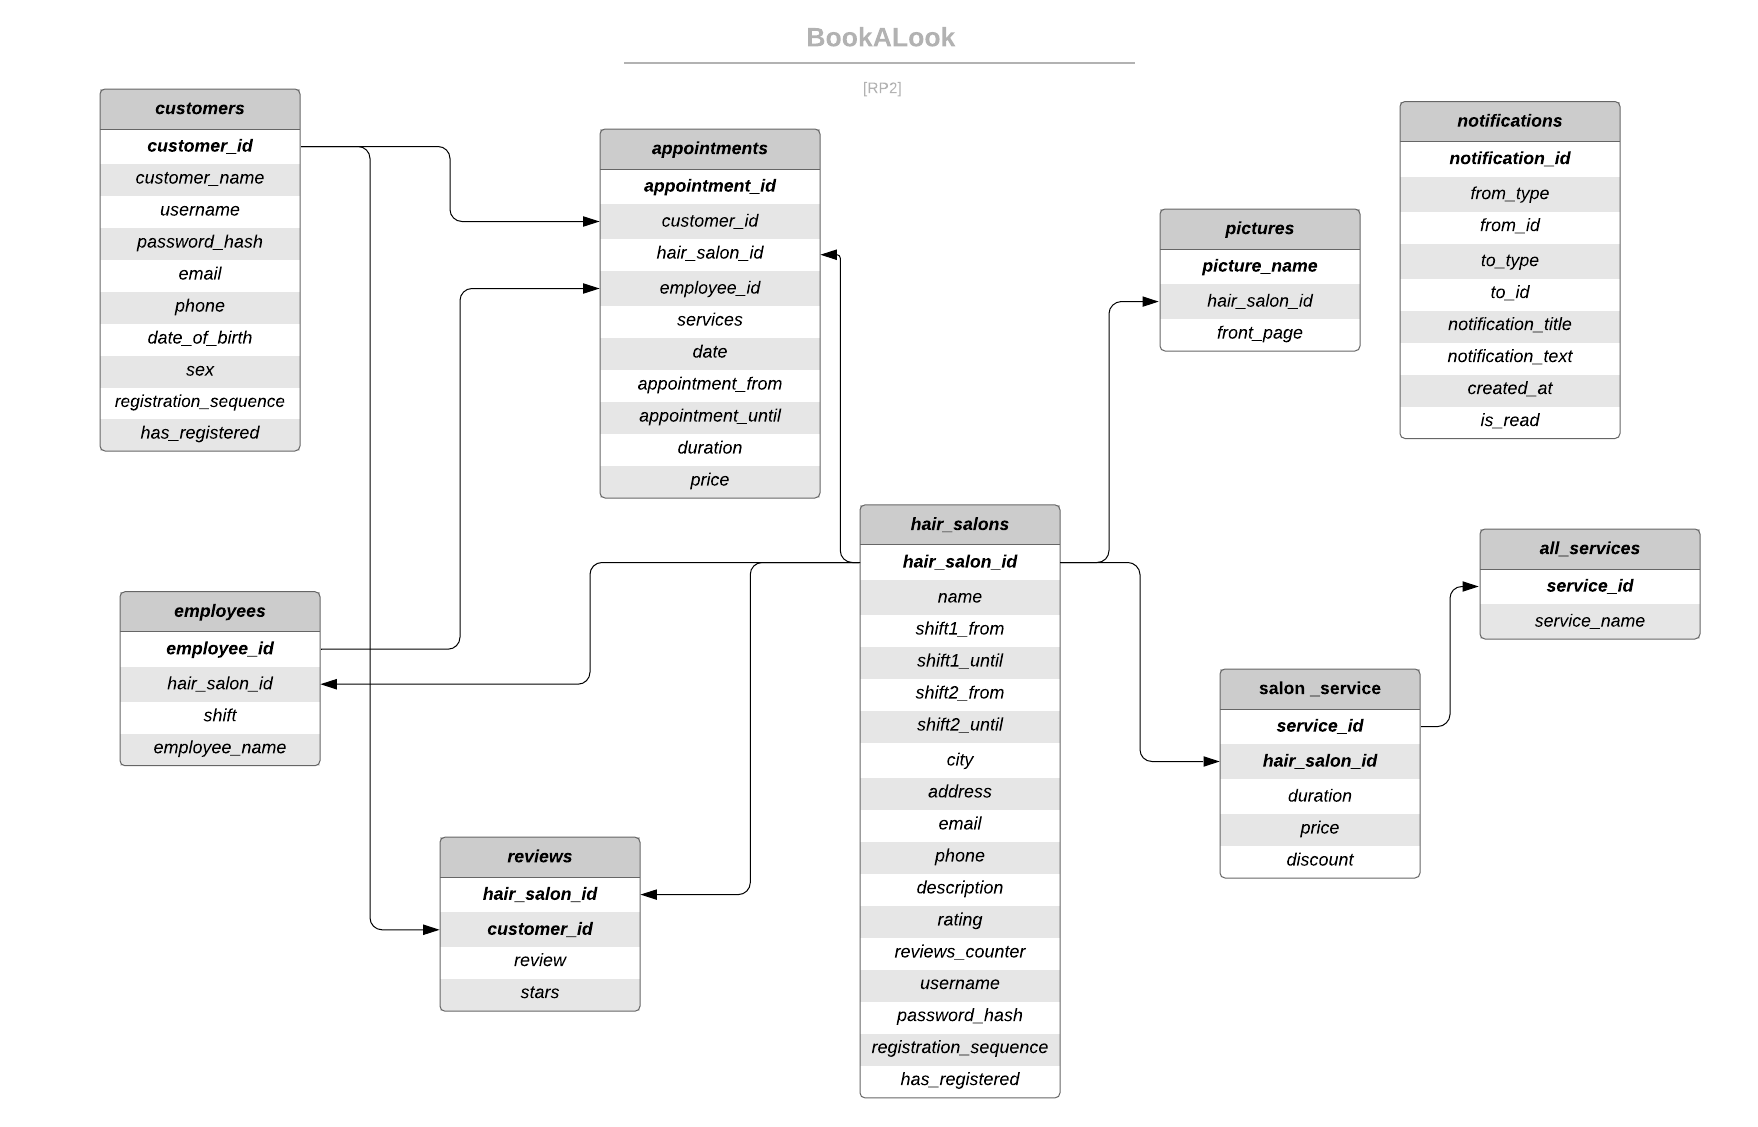 BookALook
[RP2]
customers
customer_id
customer_name
username
password_hash
email
phone
date_of_birth
sex
registration_sequence
has_registered
appointments
appointment_id
customer_id
hair_salon_id
employee_id
services
date
appointment_from
appointment_until
duration
price
pictures
picture_name
hair_salon_id
front_page
notifications
notification_id
from_type
from_id
to_type
to_id
notification_title
notification_text
created_at
is_read
employees
employee_id
hair_salon_id
shift
employee_name
reviews
hair_salon_id
customer_id
review
stars
hair_salons
hair_salon_id
name
shift1_from
shift1_until
shift2_from
shift2_until
city
address
email
phone
description
rating
reviews_counter
username
password_hash
registration_sequence
has_registered
salon _service
service_id
hair_salon_id
duration
price
discount
all_services
service_id
service_name